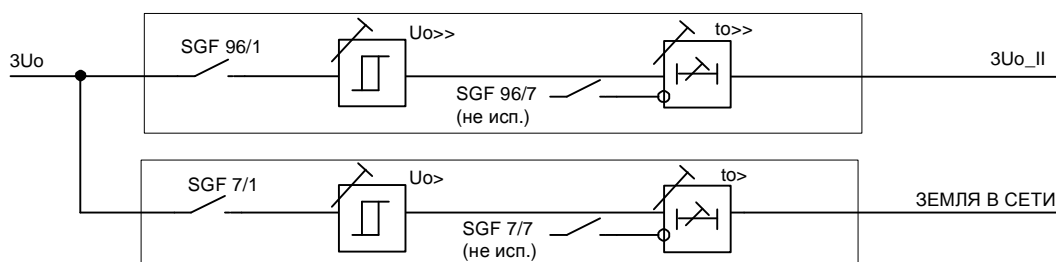 3Uo
SGF 96/1
Uo>>
SGF 96/7
(не исп.)
to>>
3Uo_II
SGF 7/1
Uo>
SGF 7/7
(не исп.)
to>
ЗЕМЛЯ В СЕТИ